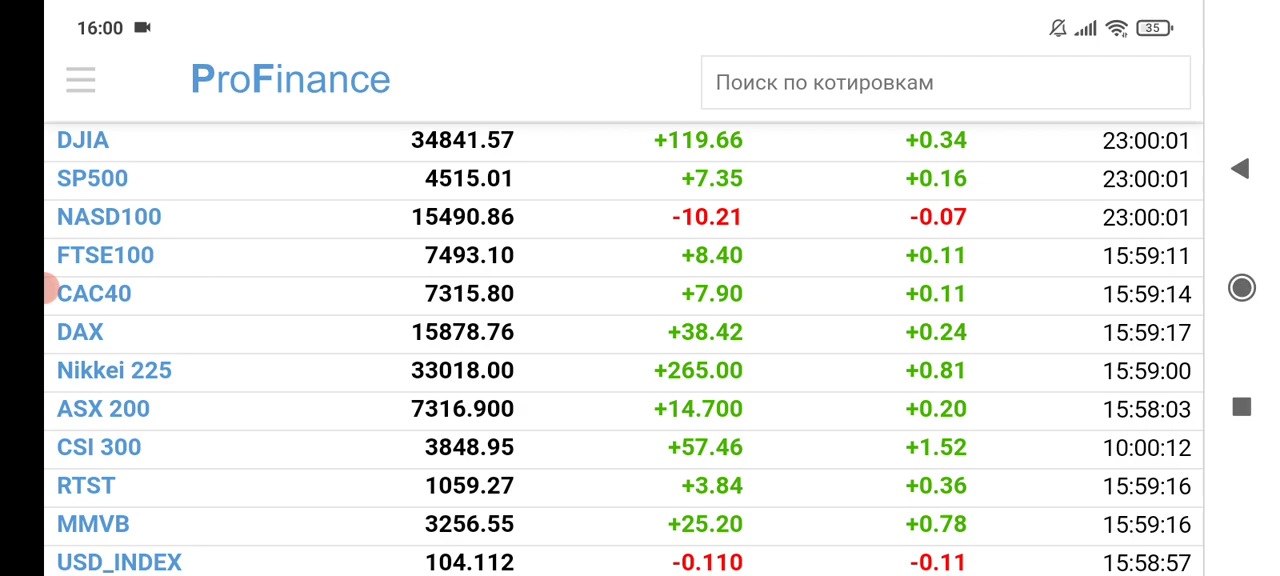 16:00
35
ProFinance
Поиск по котировкам
DJIA 34841.57 +119.66 +0.34 23:00:01
SP500 4515.01 +7.35 +0.16 23:00:01
NASD100 15490.86 -10.21 -0.07 23:00:01
FTSE100 7493.10 +8.40 +0.11 15:59:11
CAC40 7315.80 +7.90 +0.11 15:59:14
DAX 15878.76 +38.42 +0.24 15:59:17
Nikkei 225 33018.00 +265.00 +0.81 15:59:00
ASX 200 7316.900 +14.700 +0.20 15:58:03
CSI 300 3848.95 +57.46 +1.52 10:00:12
RTST 1059.27 +3.84 +0.36 15:59:16
MMVB 3256.55 +25.20 +0.78 15:59:16
USD_INDEX 104.112 -0.110 -0.11 15:58:57